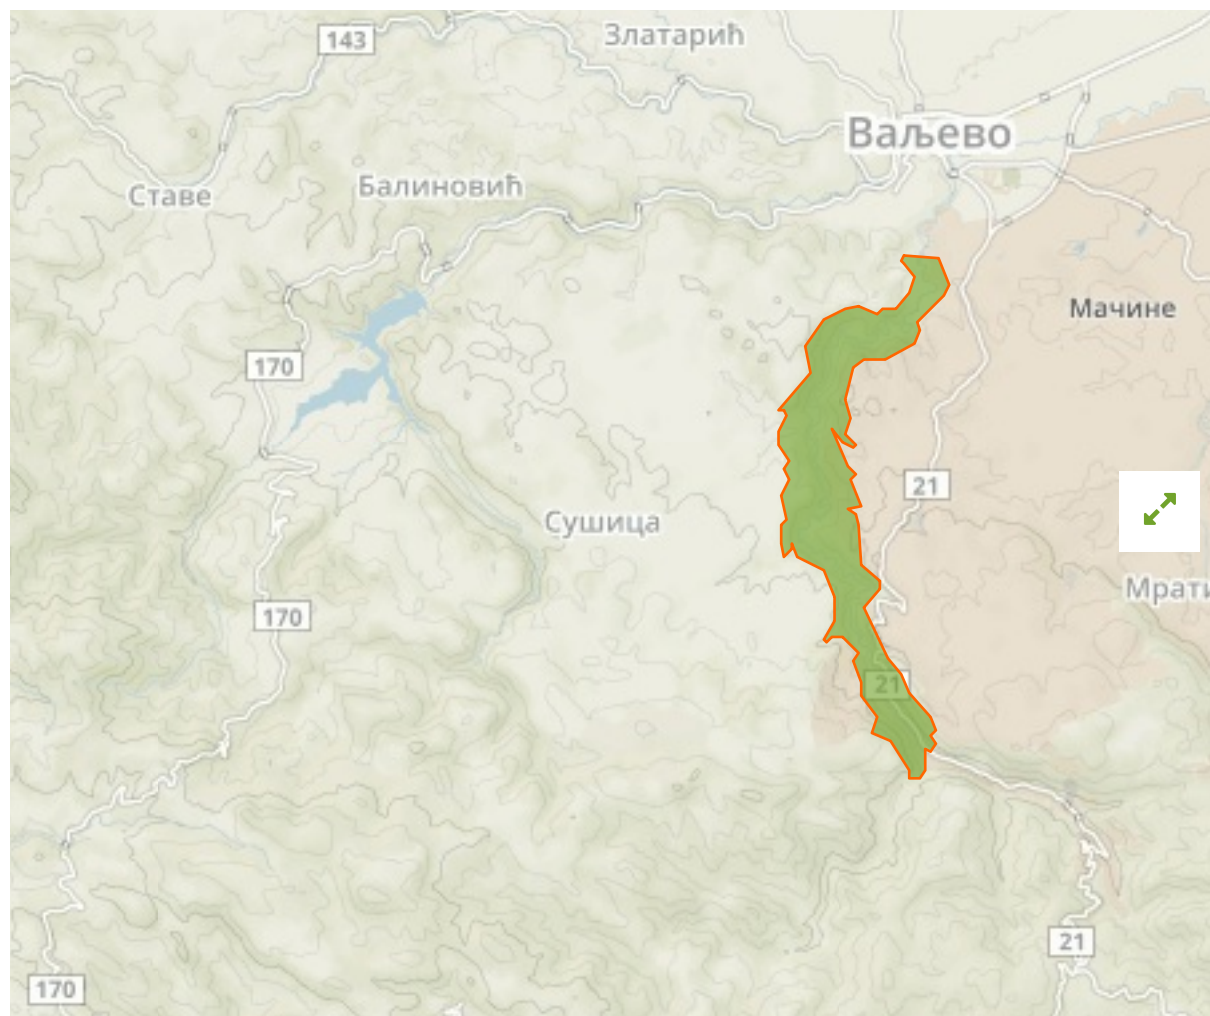 Златарић
143
Ваљево
Балиновић
Ставе
Мачине
170
21
Сушица
Мрати
170
21
21
170